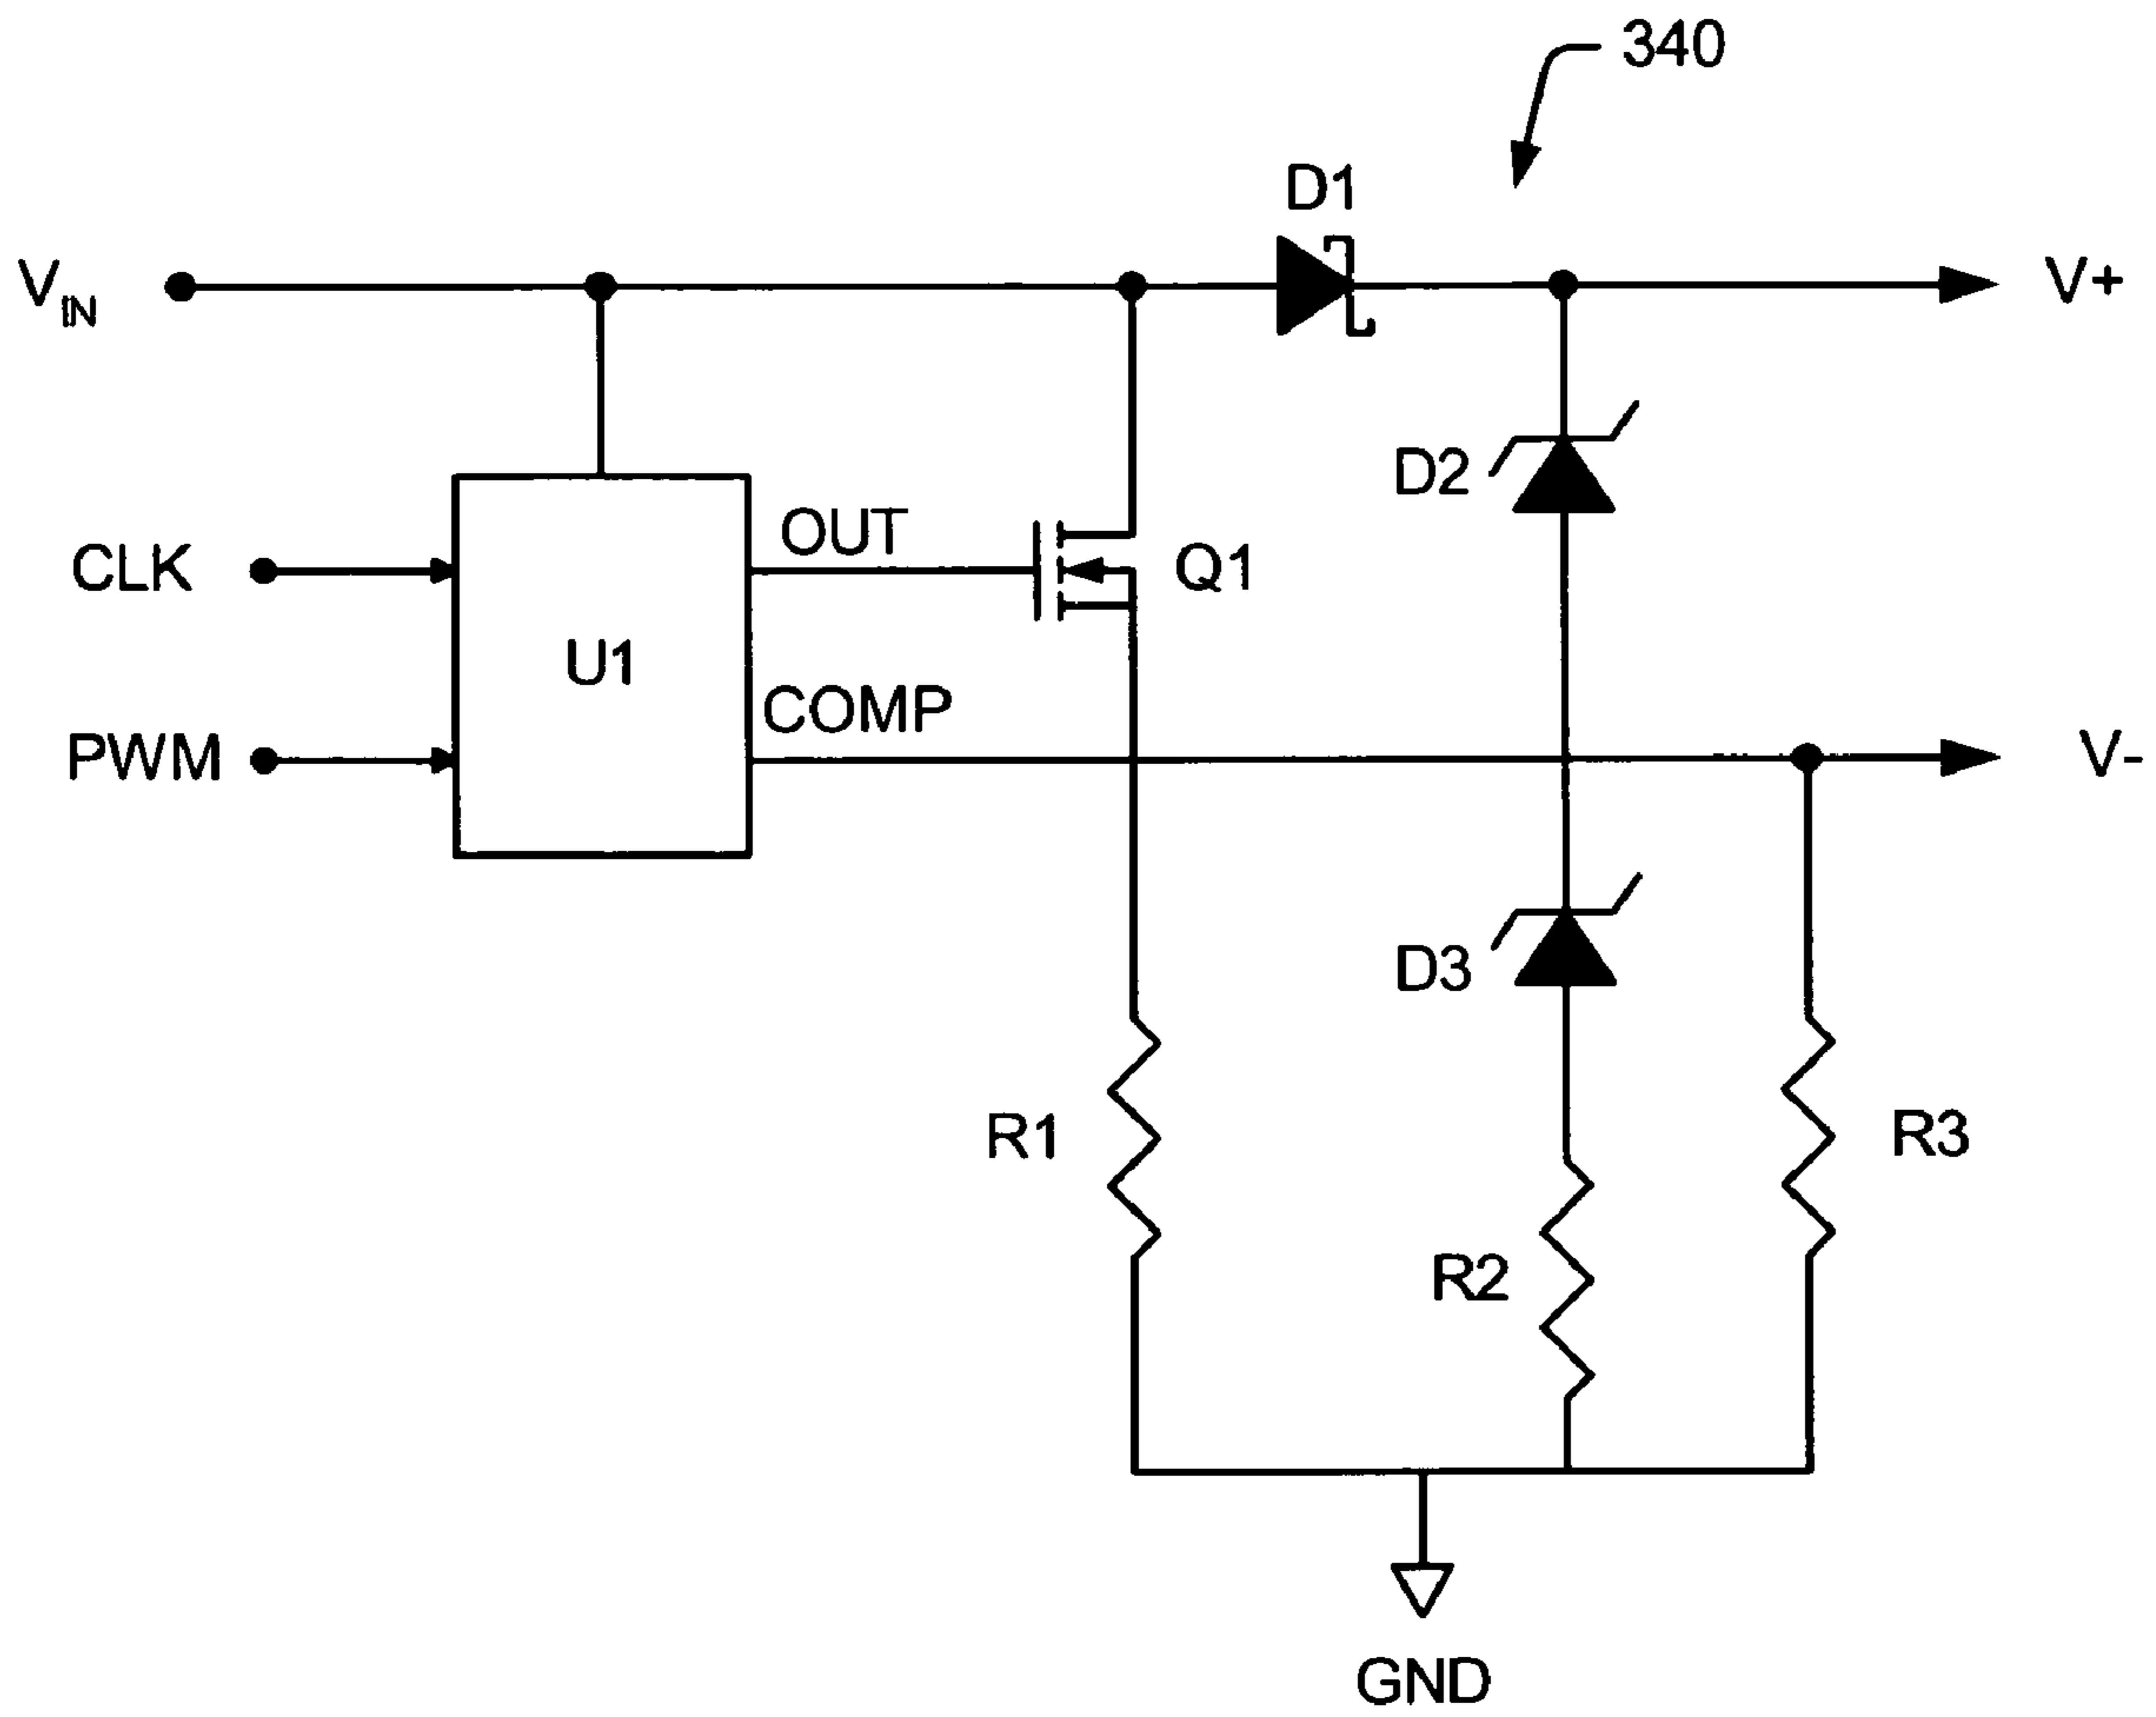 340
D1
VIN
V+
D2
OUT
CLK
Q1
U1
COMP
PWM
V-
D3
R1
R3
R2
GND